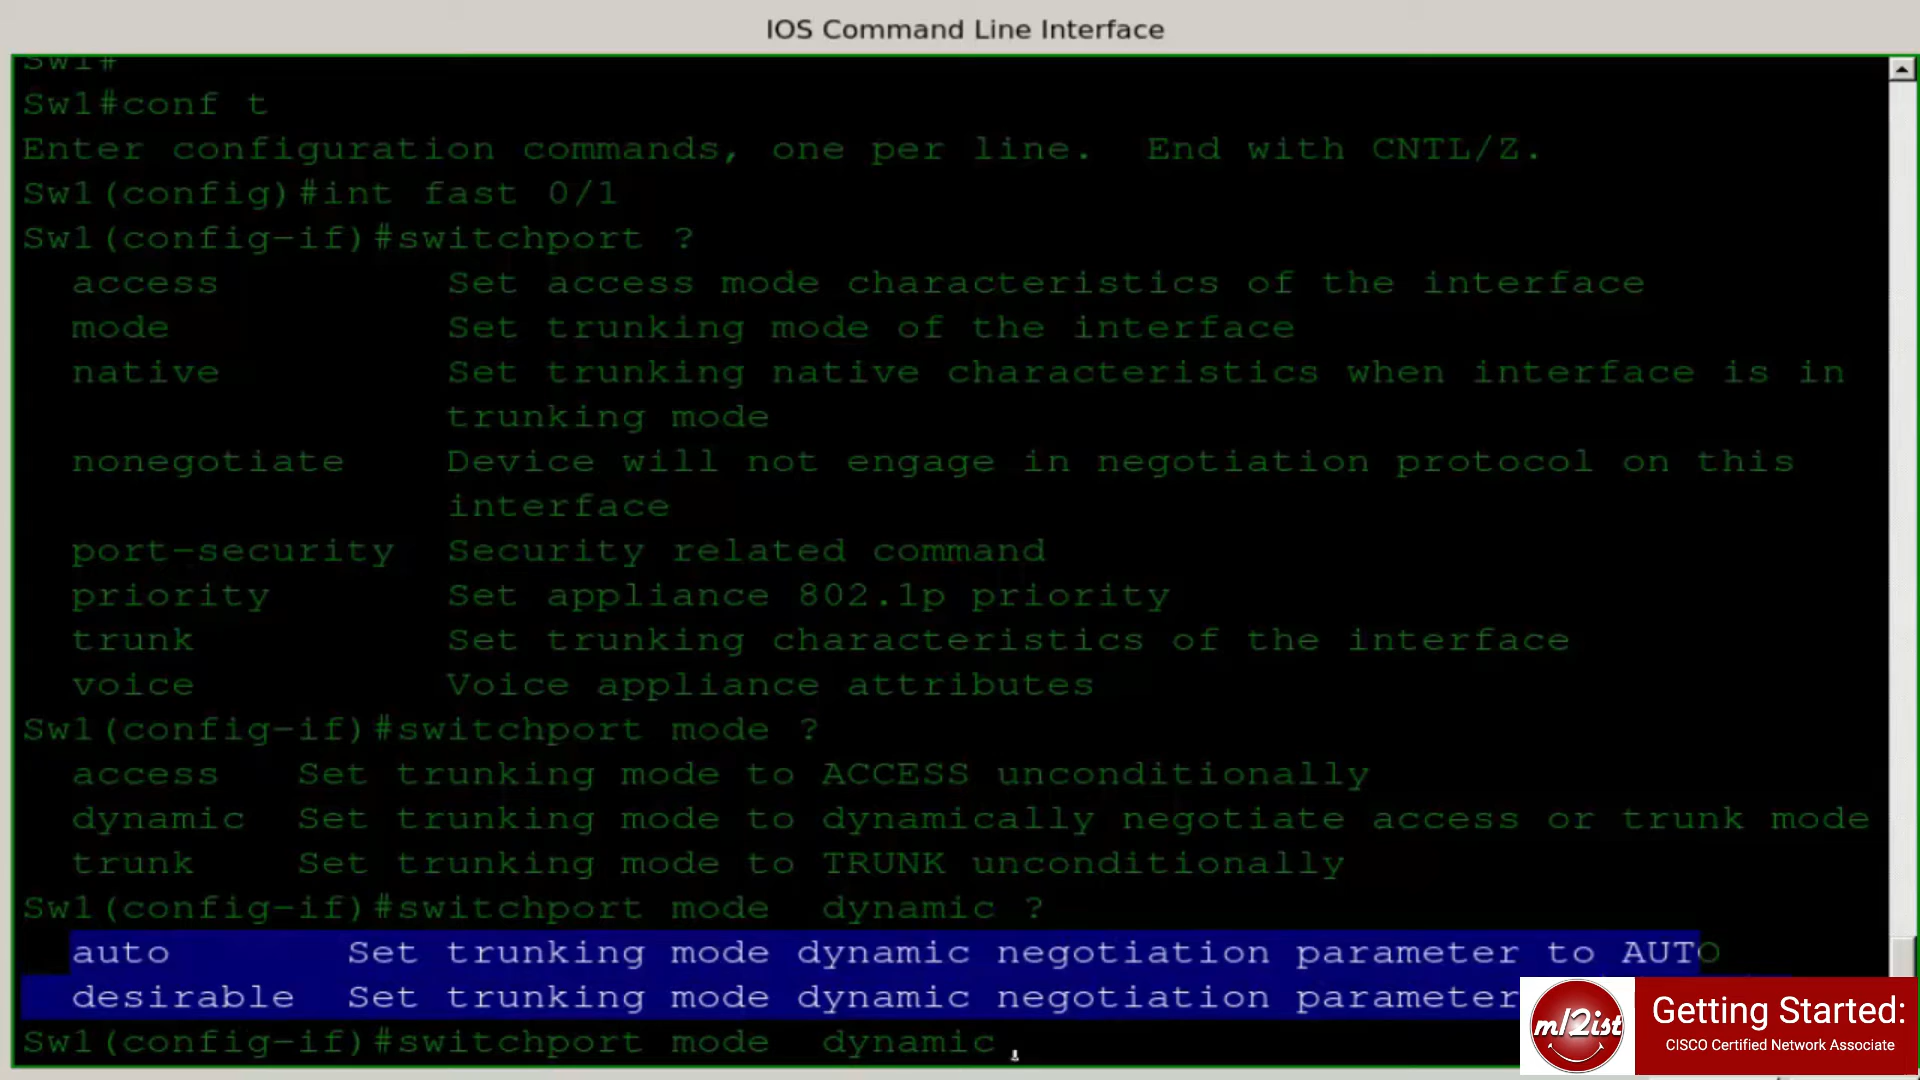 IOS Command Line Interface
Sw1#
Sw1#conf t
Enter configuration commands, one per line.  End with CNTL/Z.
Sw1(config)#int fast 0/1
Sw1(config-if)#switchport ?
access         Set access mode characteristics of the interface
mode           Set trunking mode of the interface
native         Set trunking native characteristics when interface is in
trunking mode
nonegotiate    Device will not engage in negotiation protocol on this
interface
port-security  Security related command
priority       Set appliance 802.1p priority
trunk          Set trunking characteristics of the interface
voice          Voice appliance attributes
Sw1(config-if)#switchport mode ?
access   Set trunking mode to ACCESS unconditionally
dynamic  Set trunking mode to dynamically negotiate access or trunk mode
trunk    Set trunking mode to TRUNK unconditionally
Sw1(config-if)#switchport mode  dynamic ?
auto       Set trunking mode dynamic negotiation parameter to AUTO
desirable  Set trunking mode dynamic negotiation parameter
Sw1(config-if)#switchport mode  dynamic
ml2ist
Getting Started:
CISCO Certified Network Associate